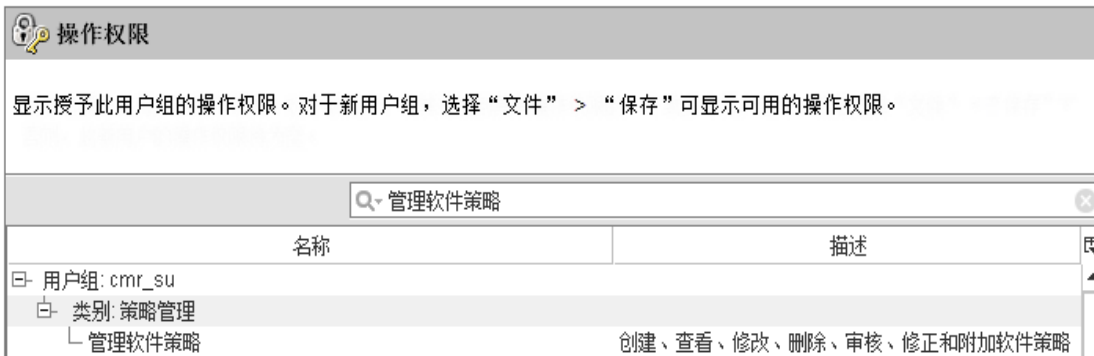 操作权限
显示授予此用户组的操作权限。对于新用户组，选择“文件” > “保存”可显示可用的操作权限。
管理软件策略
名称 描述
用户组: cmr_su
类别: 策略管理
管理软件策略 创建、查看、修改、删除、审核、修正和附加软件策略